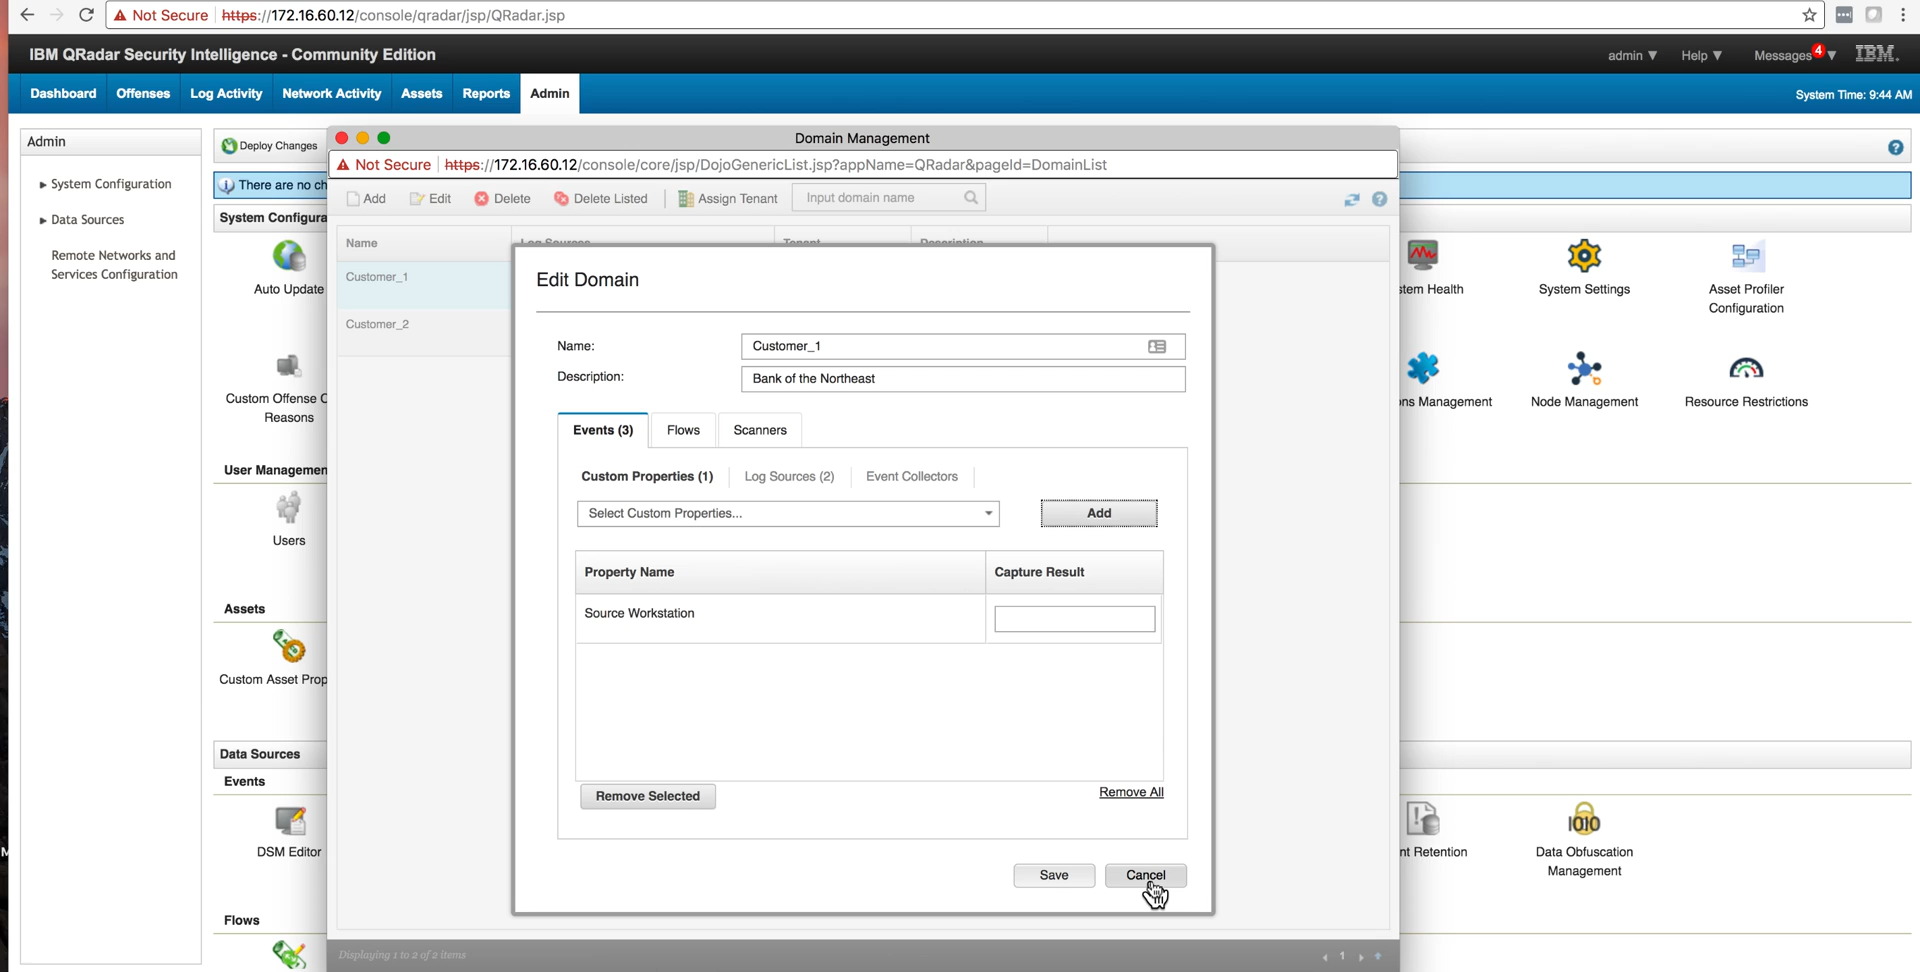 Not Secure https://172.16.60.12/console/qradar/jsp/QRadar.jsp
IBM QRadar Security Intelligence - Community Edition
admin Help Messages 4 IBM
Dashboard Offenses Log Activity Network Activity Assets Reports Admin
System Time: 9:44 AM
Admin
System Configuration
Data Sources
Remote Networks and
Services Configuration
Deploy Changes
There are no ch
System Configura
Auto Update
Custom Offense C
Reasons
User Managemen
Users
Assets
Custom Asset Prop
Data Sources
Events
DSM Editor
Flows
Domain Management
Not Secure https://172.16.60.12/console/core/jsp/DojoGenericList.jsp?appName=QRadar&pageId=DomainList
Add Edit Delete Delete Listed Assign Tenant Input domain name
Name Log Sources Tenant Description
Customer_1
Customer_2
Edit Domain
Name: Customer_1
Description: Bank of the Northeast
Events (3) Flows Scanners
Custom Properties (1) Log Sources (2) Event Collectors
Select Custom Properties... Add
Property Name Capture Result
Source Workstation
Remove Selected Remove All
Save Cancel
Displaying 1 to 2 of 2 items
1
tem Health System Settings Asset Profiler
Configuration
ns Management Node Management Resource Restrictions
nt Retention Data Obfuscation
Management